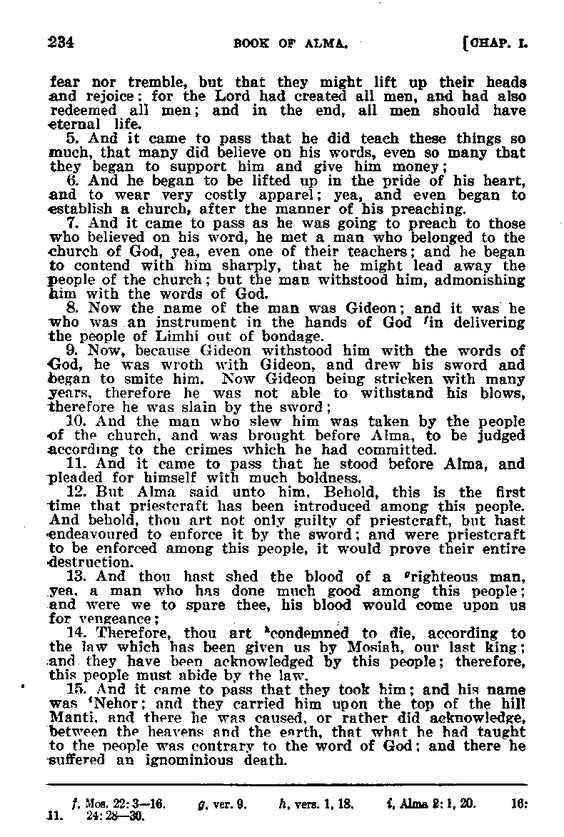 234 BOOK OF ALMA. [CHAP. I.
fear nor tremble, but that they might lift up their heads
and rejoice; for the Lord had created all men, and had also
redeemed all men; and in the end, all men should have
eternal life.
5. And it came to pass that he did teach these things so
much, that many did believe on his words, even so many that
they began to support him and give him money;
6. And he began to be lifted up in the pride of his heart,
and to wear very costly apparel; yea, and even began to
establish a church, after the manner of his preaching.
7. And it came to pass as he was going to preach to those
who believed on his word, he met a man who belonged to the
church of God, yea, even one of their teachers; and he began
to contend with him sharply, that he might lead away the
people of the church; but the man withstood him, admonishing
him with the words of God.
8. Now the name of the man was Gideon; and it was he
who was an instrument in the hands of God ᶠin delivering
the people of Limhi out of bondage.
9. Now, because Gideon withstood him with the words of
God, he was wroth with Gideon, and drew his sword and
began to smite him. Now Gideon being stricken with many
years, therefore he was not able to withstand his blows,
therefore he was slain by the sword;
10. And the man who slew him was taken by the people
of the church, and was brought before Alma, to be judged
according to the crimes which he had committed.
11. And it came to pass that he stood before Alma, and
pleaded for himself with much boldness.
12. But Alma said unto him, Behold, this is the first
time that priestcraft has been introduced among this people.
And behold, thou art not only guilty of priestcraft, but hast
endeavoured to enforce it by the sword; and were priestcraft
to be enforced among this people, it would prove their entire
destruction.
13. And thou hast shed the blood of a ᵍrighteous man,
yea, a man who has done much good among this people;
and were we to spare thee, his blood would come upon us
for vengeance;
14. Therefore, thou art ʰcondemned to die, according to
the law which has been given us by Mosiah, our last king;
and they have been acknowledged by this people; therefore,
this people must abide by the law.
15. And it came to pass that they took him; and his name
was ⁱNehor; and they carried him upon the top of the hill
Manti, and there he was caused, or rather did acknowledge,
between the heavens and the earth, that what he had taught
to the people was contrary to the word of God; and there he
suffered an ignominious death.
f, Mos. 22: 3—16. g, ver. 9. h, vers. 1, 18. i, Alma 2: 1, 20. 16:
11. 24: 28—30.